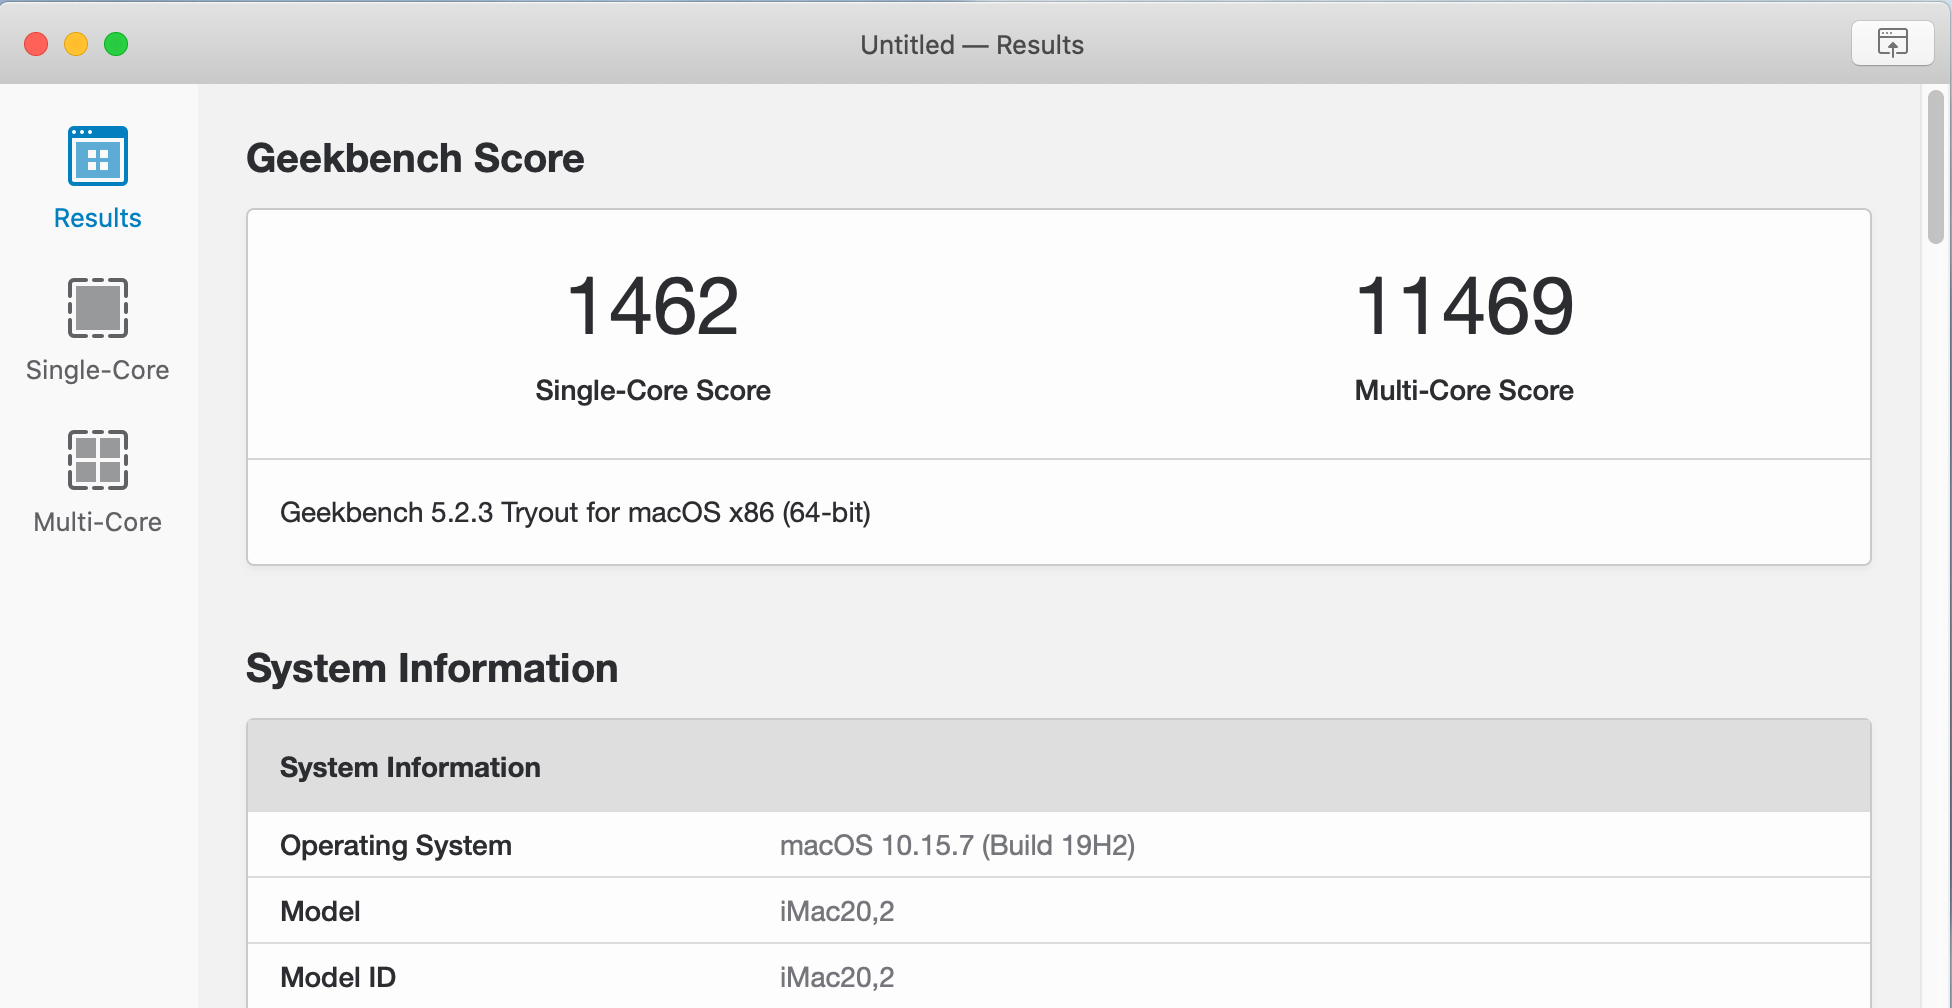 Untitled — Results
Results
Single-Core
Multi-Core
Geekbench Score
1462
Single-Core Score
11469
Multi-Core Score
Geekbench 5.2.3 Tryout for macOS x86 (64-bit)
System Information
System Information
Operating System macOS 10.15.7 (Build 19H2)
Model iMac20,2
Model ID iMac20,2